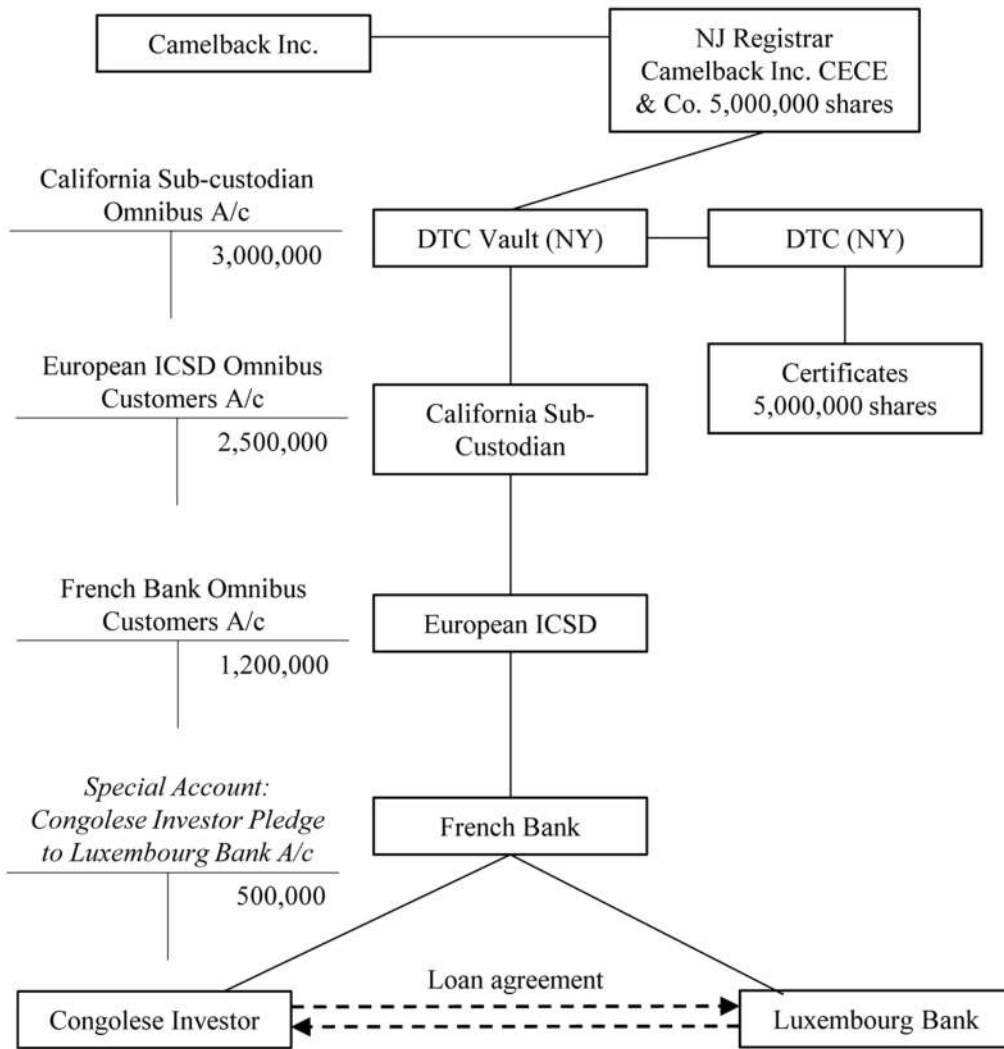 Camelback Inc.
NJ Registrar
Camelback Inc. CECE
& Co. 5,000,000 shares
California Sub-custodian
Omnibus A/c
3,000,000
DTC Vault (NY)
DTC (NY)
European ICSD Omnibus
Customers A/c
2,500,000
California Sub-
Custodian
Certificates
5,000,000 shares
French Bank Omnibus
Customers A/c
1,200,000
European ICSD
Special Account:
Congolese Investor Pledge
to Luxembourg Bank A/c
500,000
French Bank
Loan agreement
Congolese Investor
Luxembourg Bank